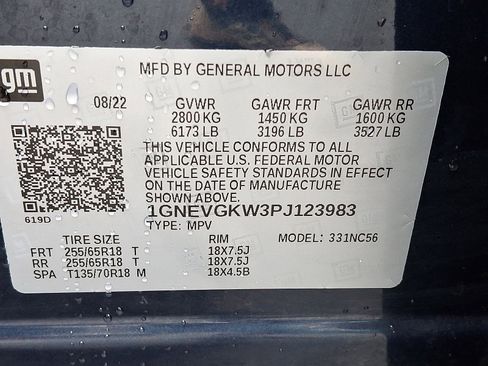 gm
MFD BY GENERAL MOTORS LLC
08/22 GVWR GAWR FRT GAWR RR
2800 KG 1450 KG 1600 KG
6173 LB 3196 LB 3527 LB
THIS VEHICLE CONFORMS TO ALL
APPLICABLE U.S. FEDERAL MOTOR
VEHICLE SAFETY STANDARDS IN EFFECT
ON THE DATE OF MANUFACTURE
SHOWN ABOVE.
619D
1GNEVGKW3PJ123983
TYPE: MPV MODEL: 331NC56
TIRE SIZE RIM
FRT 255/65R18 T 18X7.5J
RR 255/65R18 T 18X7.5J
SPA T135/70R18 M 18X4.5B